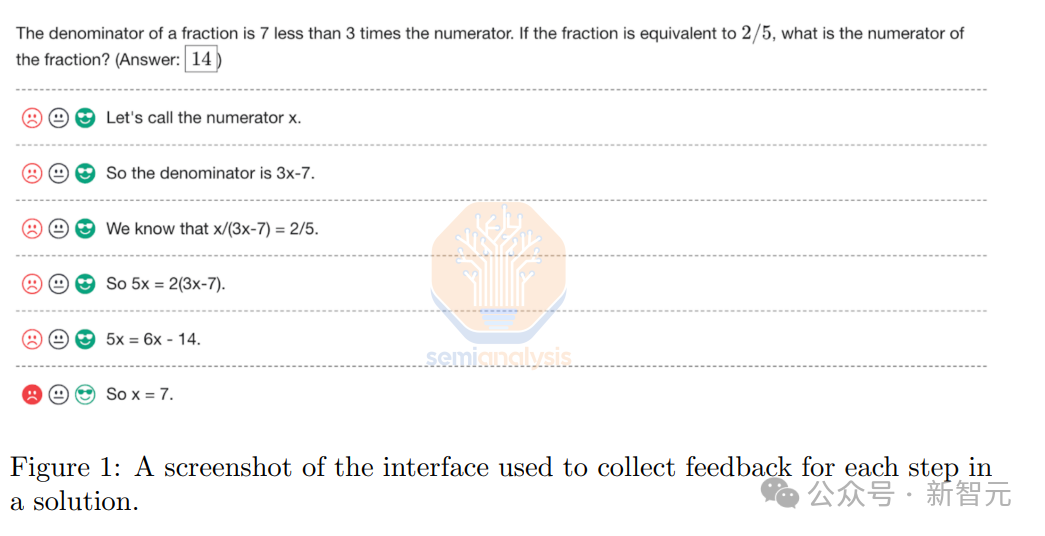 The denominator of a fraction is 7 less than 3 times the numerator. If the fraction is equivalent to 2/5, what is the numerator of
the fraction? (Answer: 14)
Let's call the numerator x.
So the denominator is 3x-7.
We know that x/(3x-7) = 2/5.
So 5x = 2(3x-7).
5x = 6x - 14.
semianalysis
So x = 7.
Figure 1: A screenshot of the interface used to collect feedback for each step in
a solution.
公众号 · 新智元